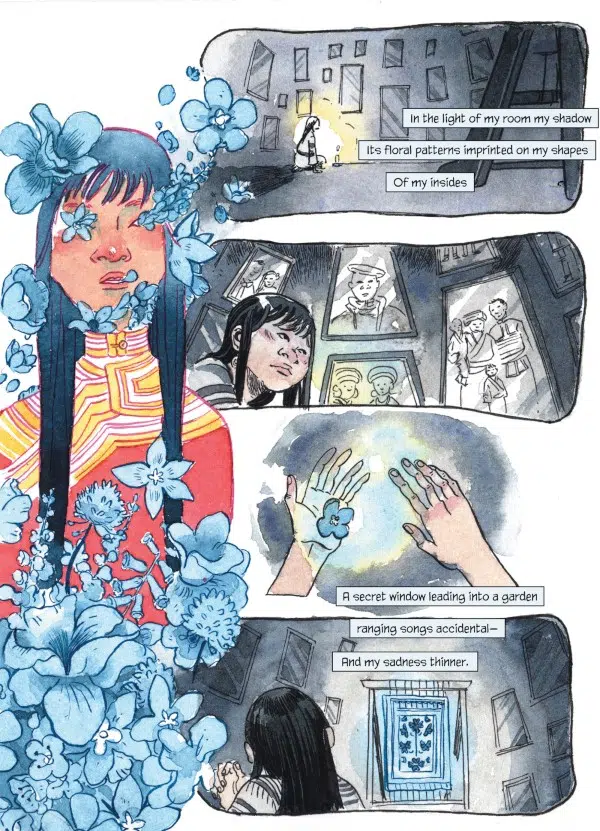 In the light of my room my shadow
Its floral patterns imprinted on my shapes
Of my insides
A secret window leading into a garden
ranging songs accidental—
And my sadness thinner.